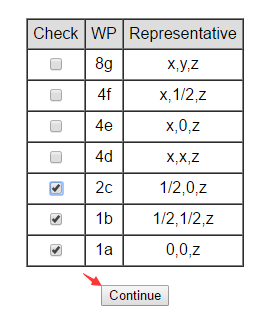 Check WP Representative
8g x,y,z
4f x,1/2,z
4e x,0,z
4d x,x,z
2c 1/2,0,z
1b 1/2,1/2,z
1a 0,0,z
Continue